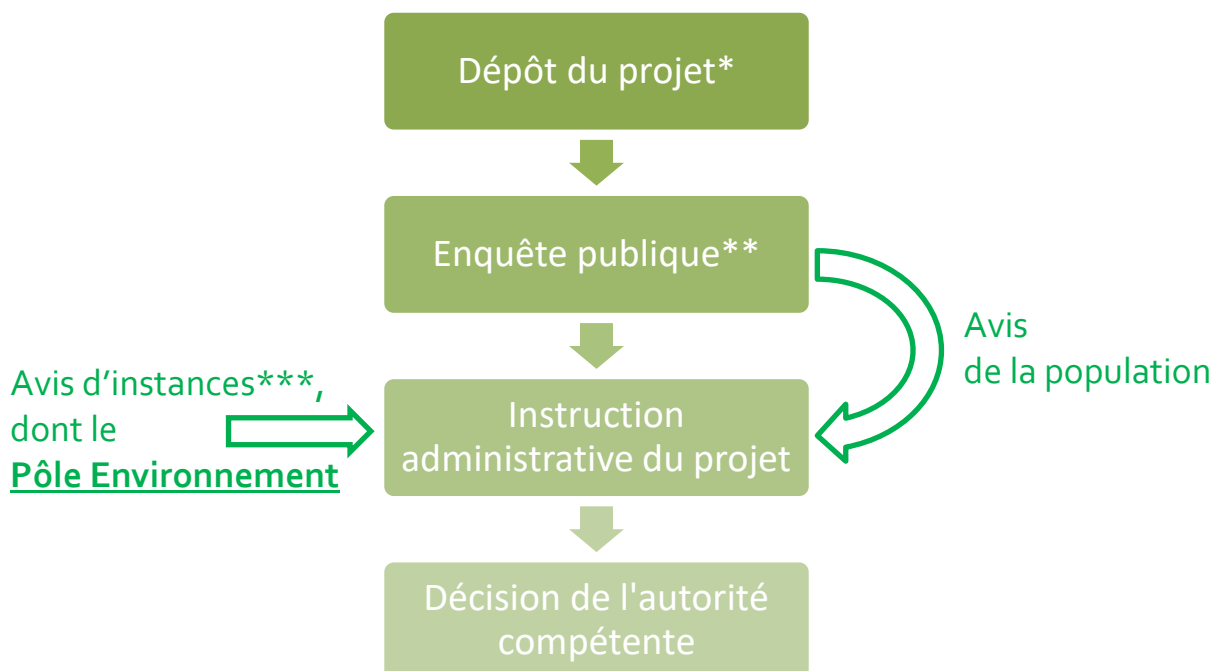 Dépôt du projet*
Enquête publique**
Avis
de la population
Avis d’instances***,
dont le
Pôle Environnement
Instruction
administrative du projet
Décision de l'autorité
compétente